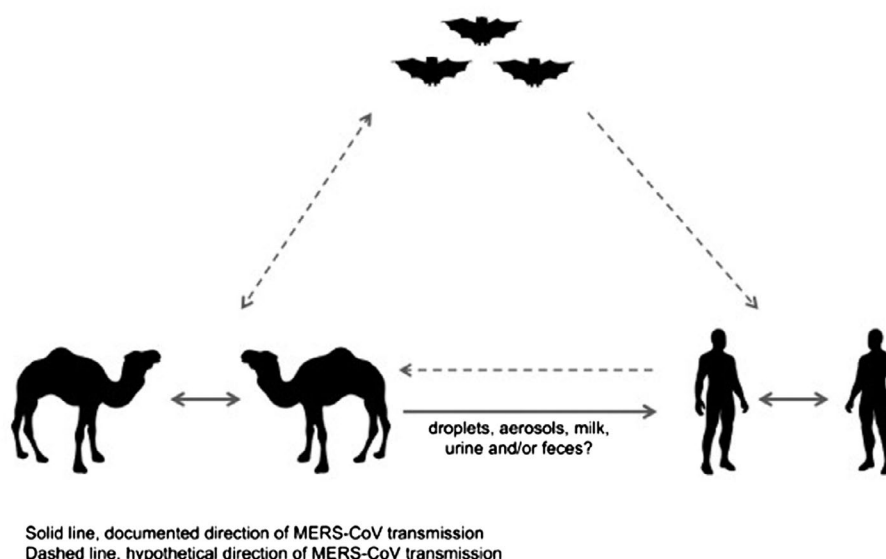 droplets, aerosols, milk,
urine and/or feces?
Solid line, documented direction of MERS-CoV transmission
Dashed line, hypothetical direction of MERS-CoV transmission